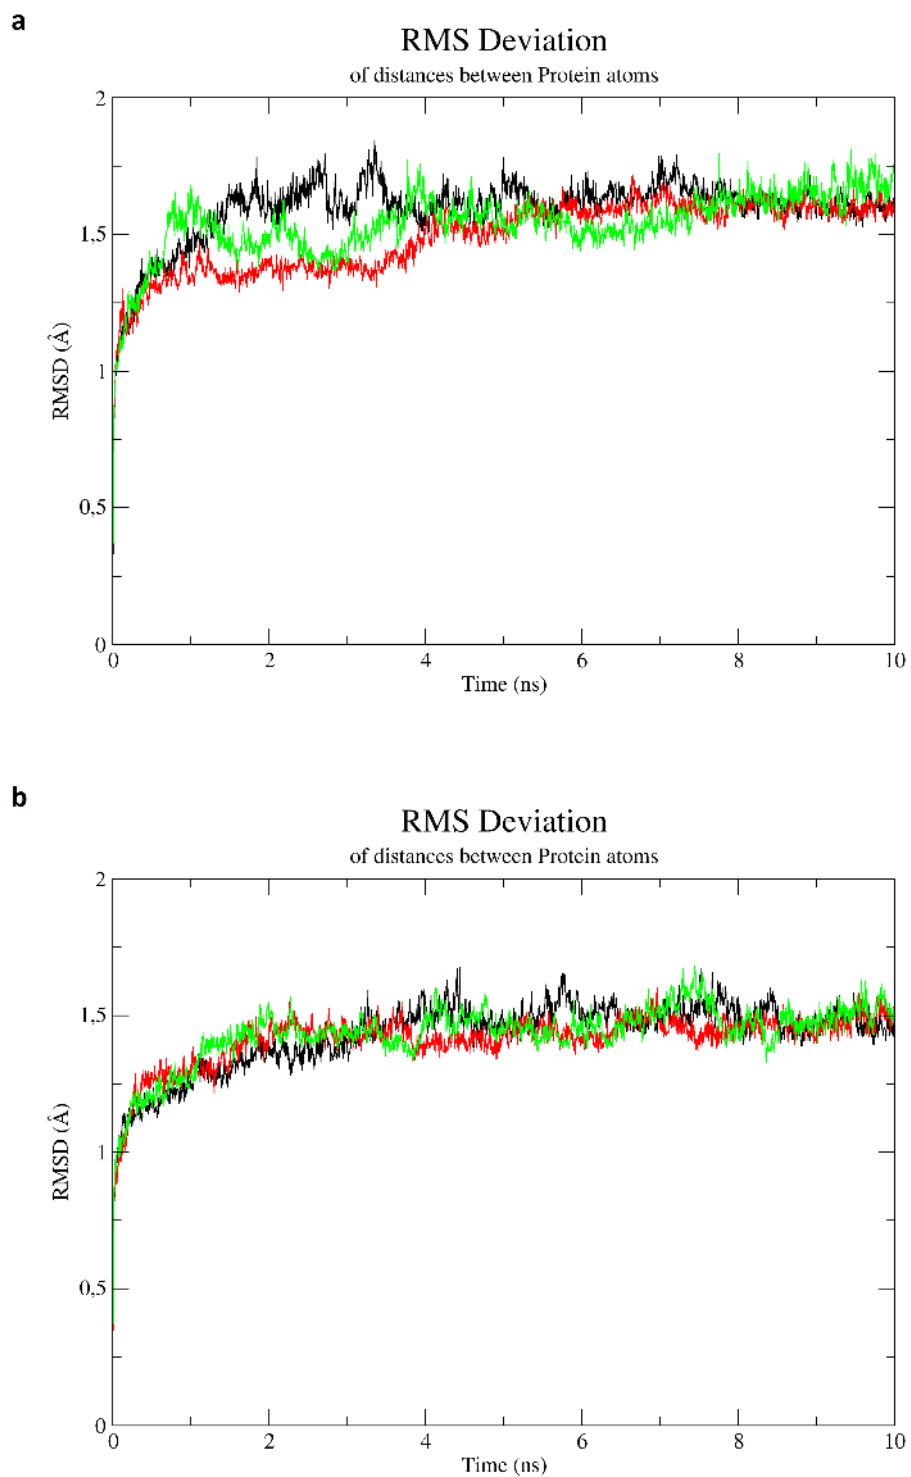 a
RMS Deviation
of distances between Protein atoms
2
1,5
1
0,5
0
RMSD (Å)
0 2 4 6 8 10
Time (ns)
b
RMS Deviation
of distances between Protein atoms
2
1,5
1
0,5
0
RMSD (Å)
0 2 4 6 8 10
Time (ns)